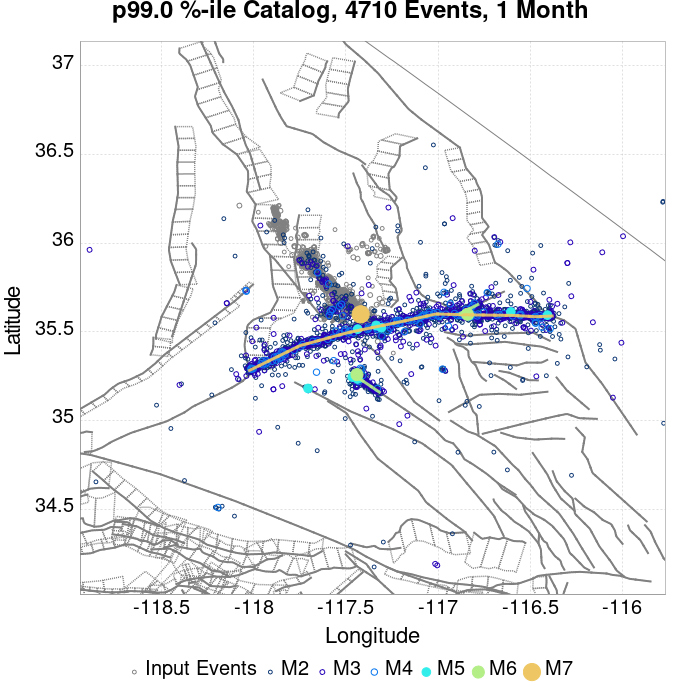 p99.0 %-ile Catalog, 4710 Events, 1 Month
37
36.5
36
35.5
35
34.5
Latitude
-118.5 -118 -117.5 -117 -116.5 -116
Longitude
Input Events M2 M3 M4 M5 M6 M7